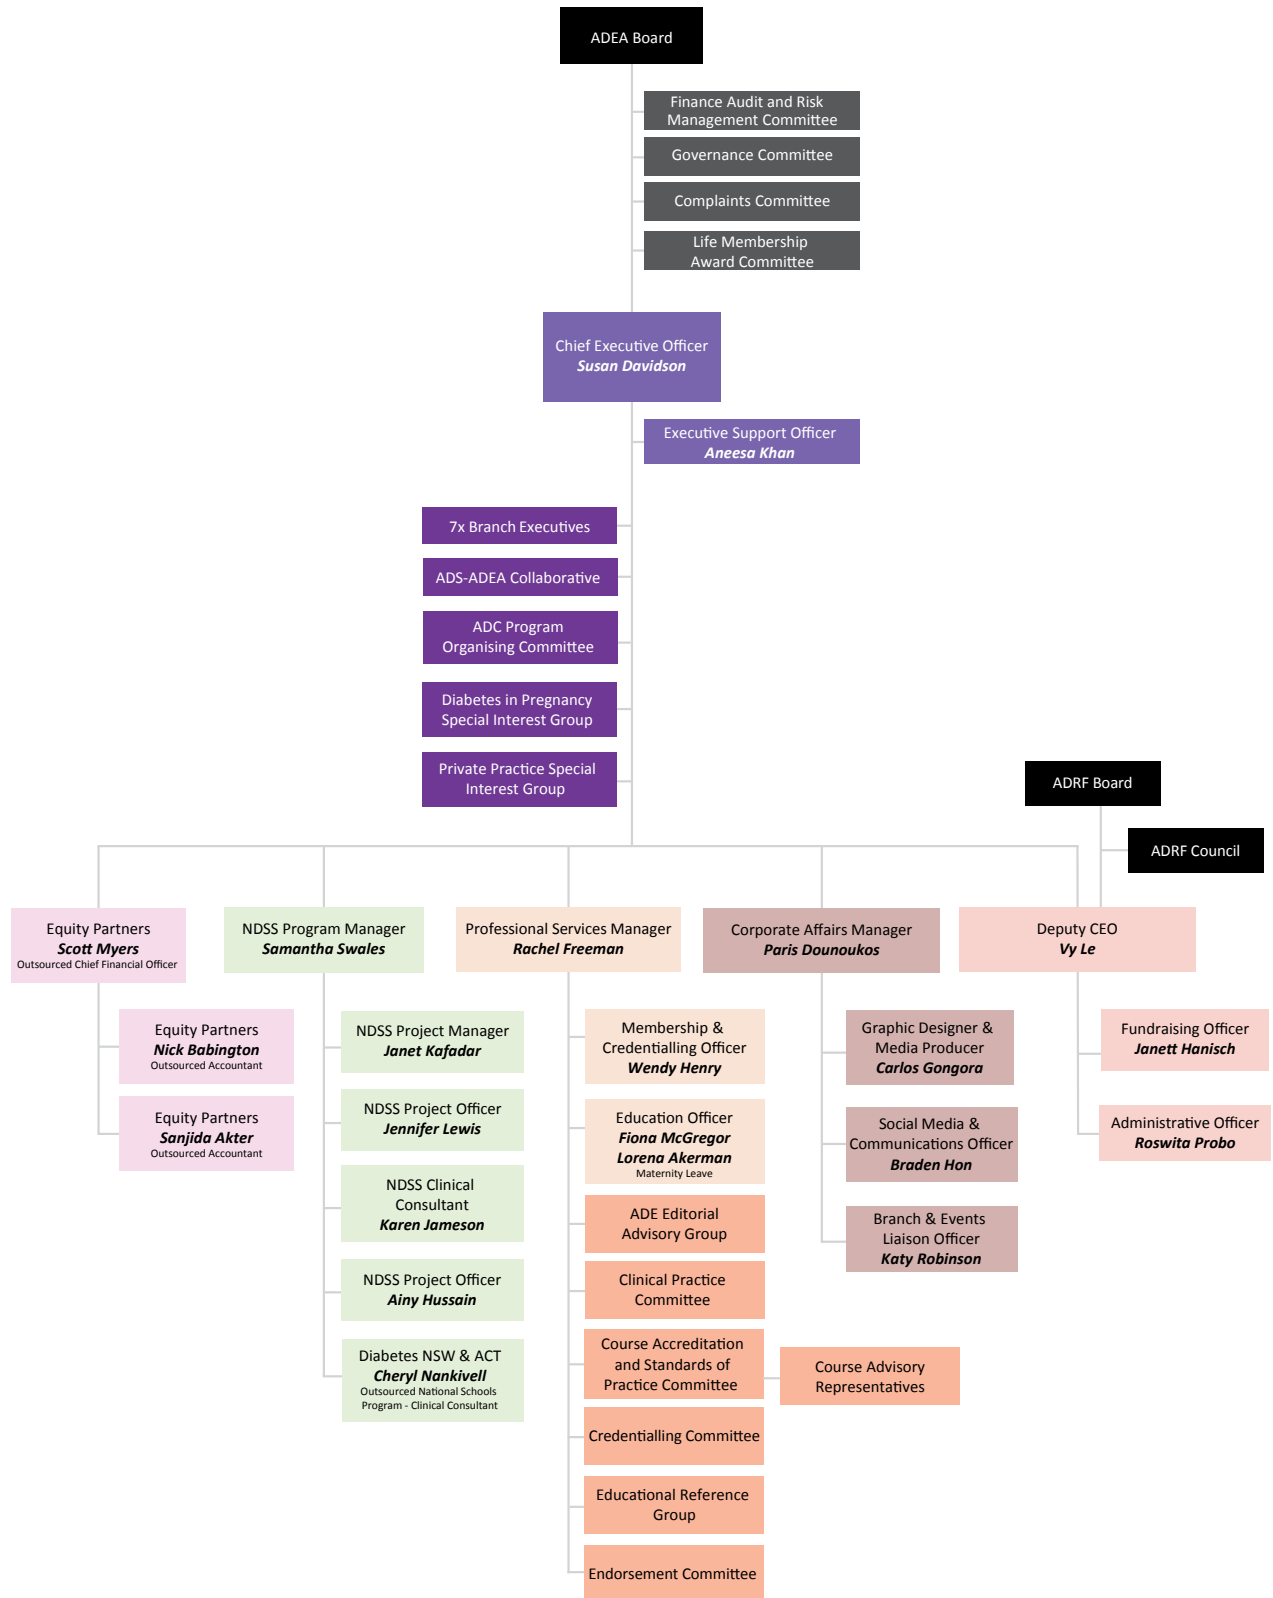 ADEA Board
Finance Audit and Risk
Management Committee
Governance Committee
Complaints Committee
Life Membership
Award Committee
Chief Executive Officer
Susan Davidson
Executive Support Officer
Aneesa Khan
7x Branch Executives
ADS-ADEA Collaborative
ADC Program
Organising Committee
Diabetes in Pregnancy
Special Interest Group
Private Practice Special
Interest Group
ADRF Board
ADRF Council
Equity Partners
Scott Myers
Outsourced Chief Financial Officer
Equity Partners
Nick Babington
Outsourced Accountant
Equity Partners
Sanjida Akter
Outsourced Accountant
NDSS Program Manager
Samantha Swales
NDSS Project Manager
Janet Kafadar
NDSS Project Officer
Jennifer Lewis
NDSS Clinical
Consultant
Karen Jameson
NDSS Project Officer
Ainy Hussain
Diabetes NSW & ACT
Cheryl Nankivell
Outsourced National Schools
Program - Clinical Consultant
Professional Services Manager
Rachel Freeman
Membership &
Credentialling Officer
Wendy Henry
Education Officer
Fiona McGregor
Lorena Akerman
Maternity Leave
ADE Editorial
Advisory Group
Clinical Practice
Committee
Course Accreditation
and Standards of
Practice Committee
Course Advisory
Representatives
Credentialling Committee
Educational Reference
Group
Endorsement Committee
Corporate Affairs Manager
Paris Dounoukos
Graphic Designer &
Media Producer
Carlos Gongora
Social Media &
Communications Officer
Braden Hon
Branch & Events
Liaison Officer
Katy Robinson
Deputy CEO
Vy Le
Fundraising Officer
Janett Hanisch
Administrative Officer
Roswita Probo